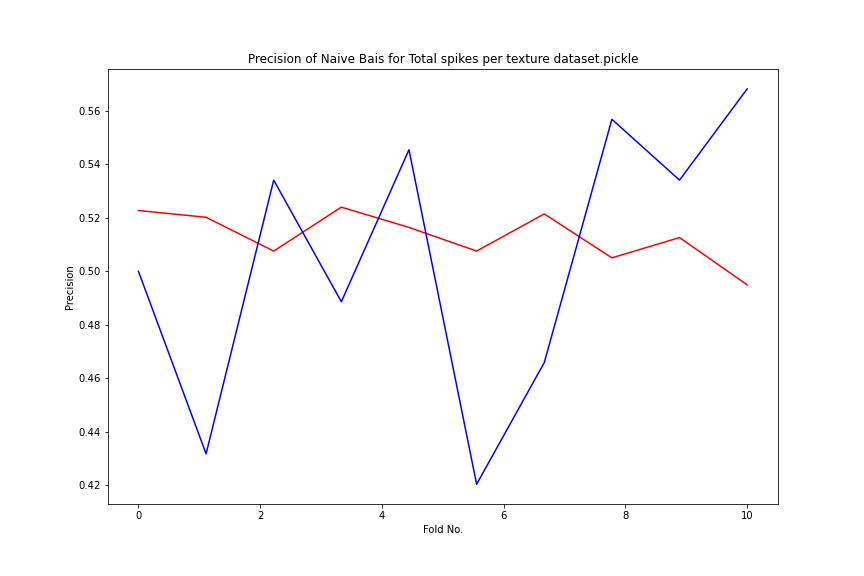 Precision of Naive Bais for Total spikes per texture dataset.pickle
0.56
0.54
0.52
0.50
0.48
0.46
0.44
0.42
Precision
0 2 4 6 8 10
Fold No.